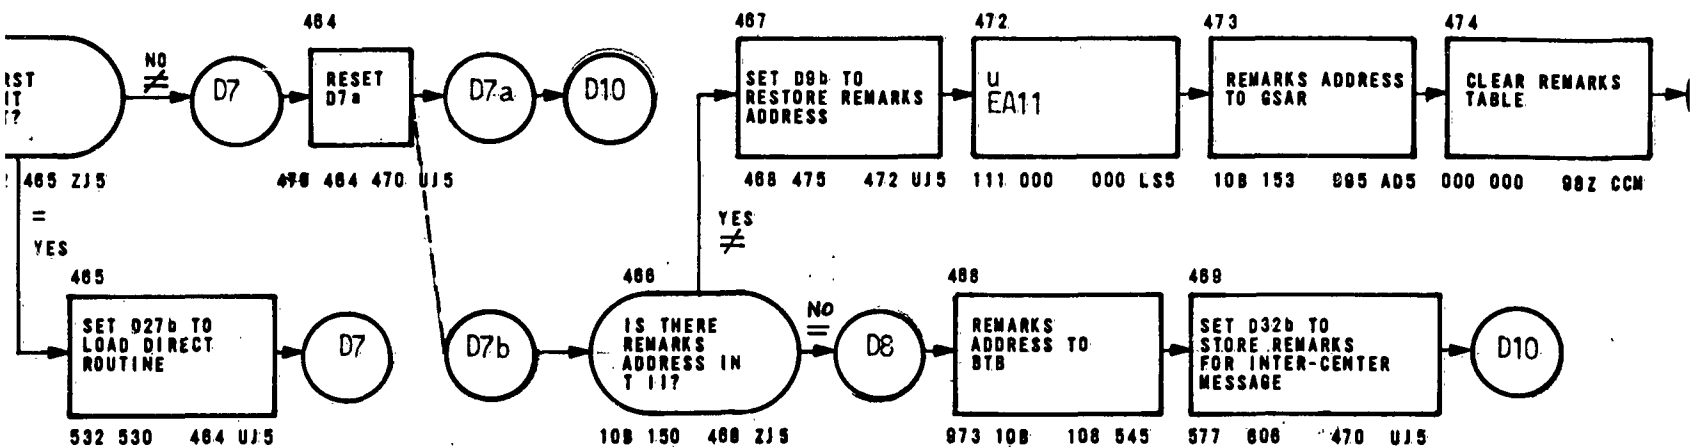 464
467
472
473
474
RST
IT
T?
NO
≠
D7
RESET
D7a
D7a
D10
SET D9b TO
RESTORE REMARKS
ADDRESS
u
EA11
REMARKS ADDRESS
TO GSAR
CLEAR REMARKS
TABLE
465 ZJ5
464 470 UJ5
468 475 472 UJ5
111 000 000 LS5
10B 153 995 AD5
000 000 98Z CCM
=
YES
YES
≠
465
466
468
469
SET D27b TO
LOAD DIRECT
ROUTINE
D7
D7b
IS THERE
REMARKS
ADDRESS IN
T 11?
NO
=
D8
REMARKS
ADDRESS TO
BTB
SET D32b TO
STORE REMARKS
FOR INTER-CENTER
MESSAGE
D10
532 530 464 UJ5
10B 150 468 ZJ5
973 10B 108 545
577 606 470 UJ5